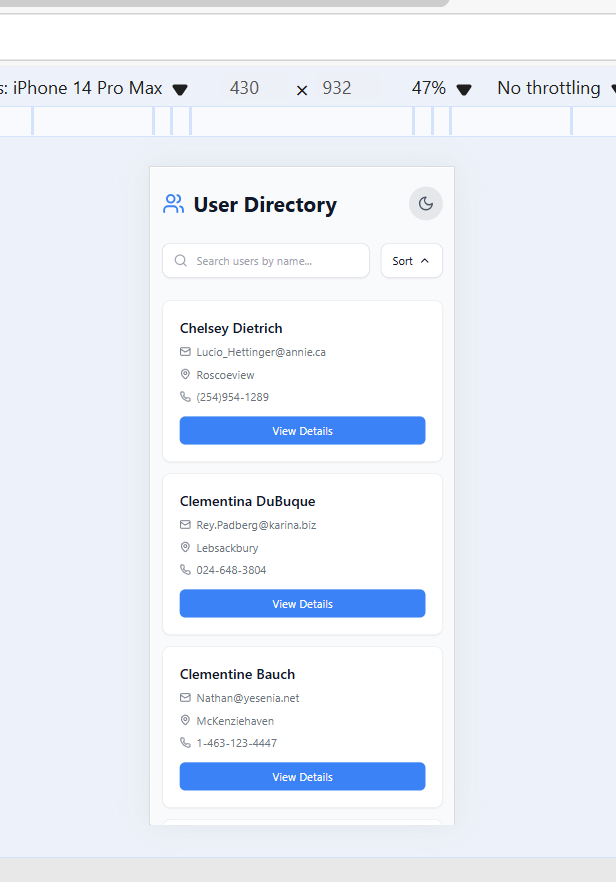 s: iPhone 14 Pro Max ▼ 430 × 932 47% ▼ No throttling
User Directory
Search users by name... Sort
Chelsey Dietrich
Lucio_Hettinger@annie.ca
Roscoeview
(254)954-1289
View Details
Clementina DuBuque
Rey.Padberg@karina.biz
Lebsackbury
024-648-3804
View Details
Clementine Bauch
Nathan@yesenia.net
McKenziehaven
1-463-123-4447
View Details